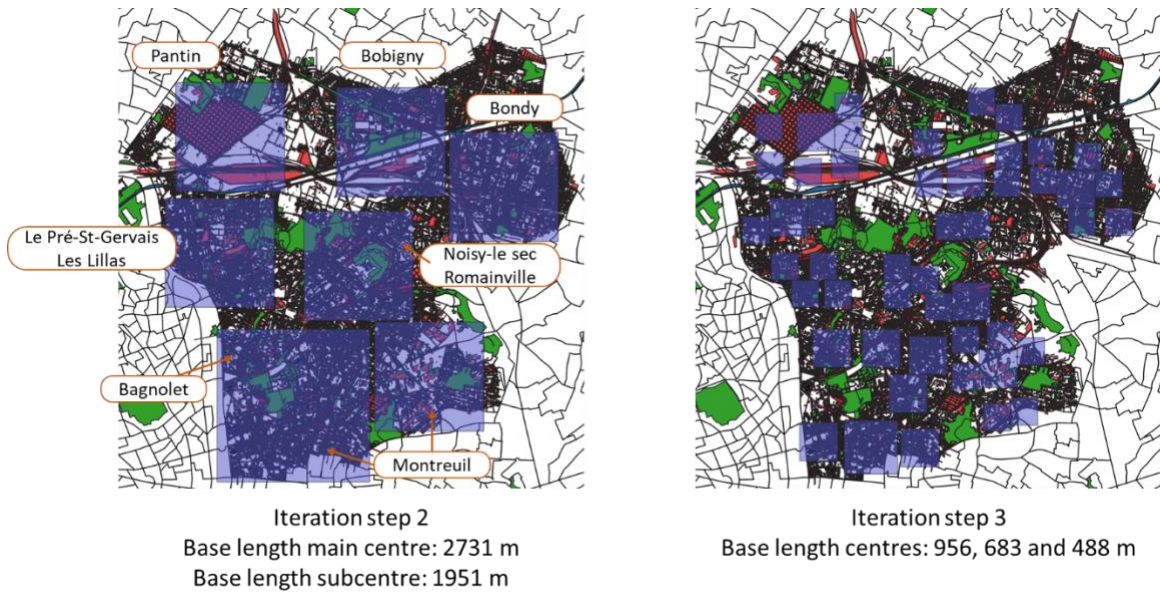 Pantin
Bobigny
Bondy
Le Pré-St-Gervais
Les Lillas
Noisy-le sec
Romainville
Bagnolet
Montreuil
Iteration step 2
Base length main centre: 2731 m
Base length subcentre: 1951 m
Iteration step 3
Base length centres: 956, 683 and 488 m